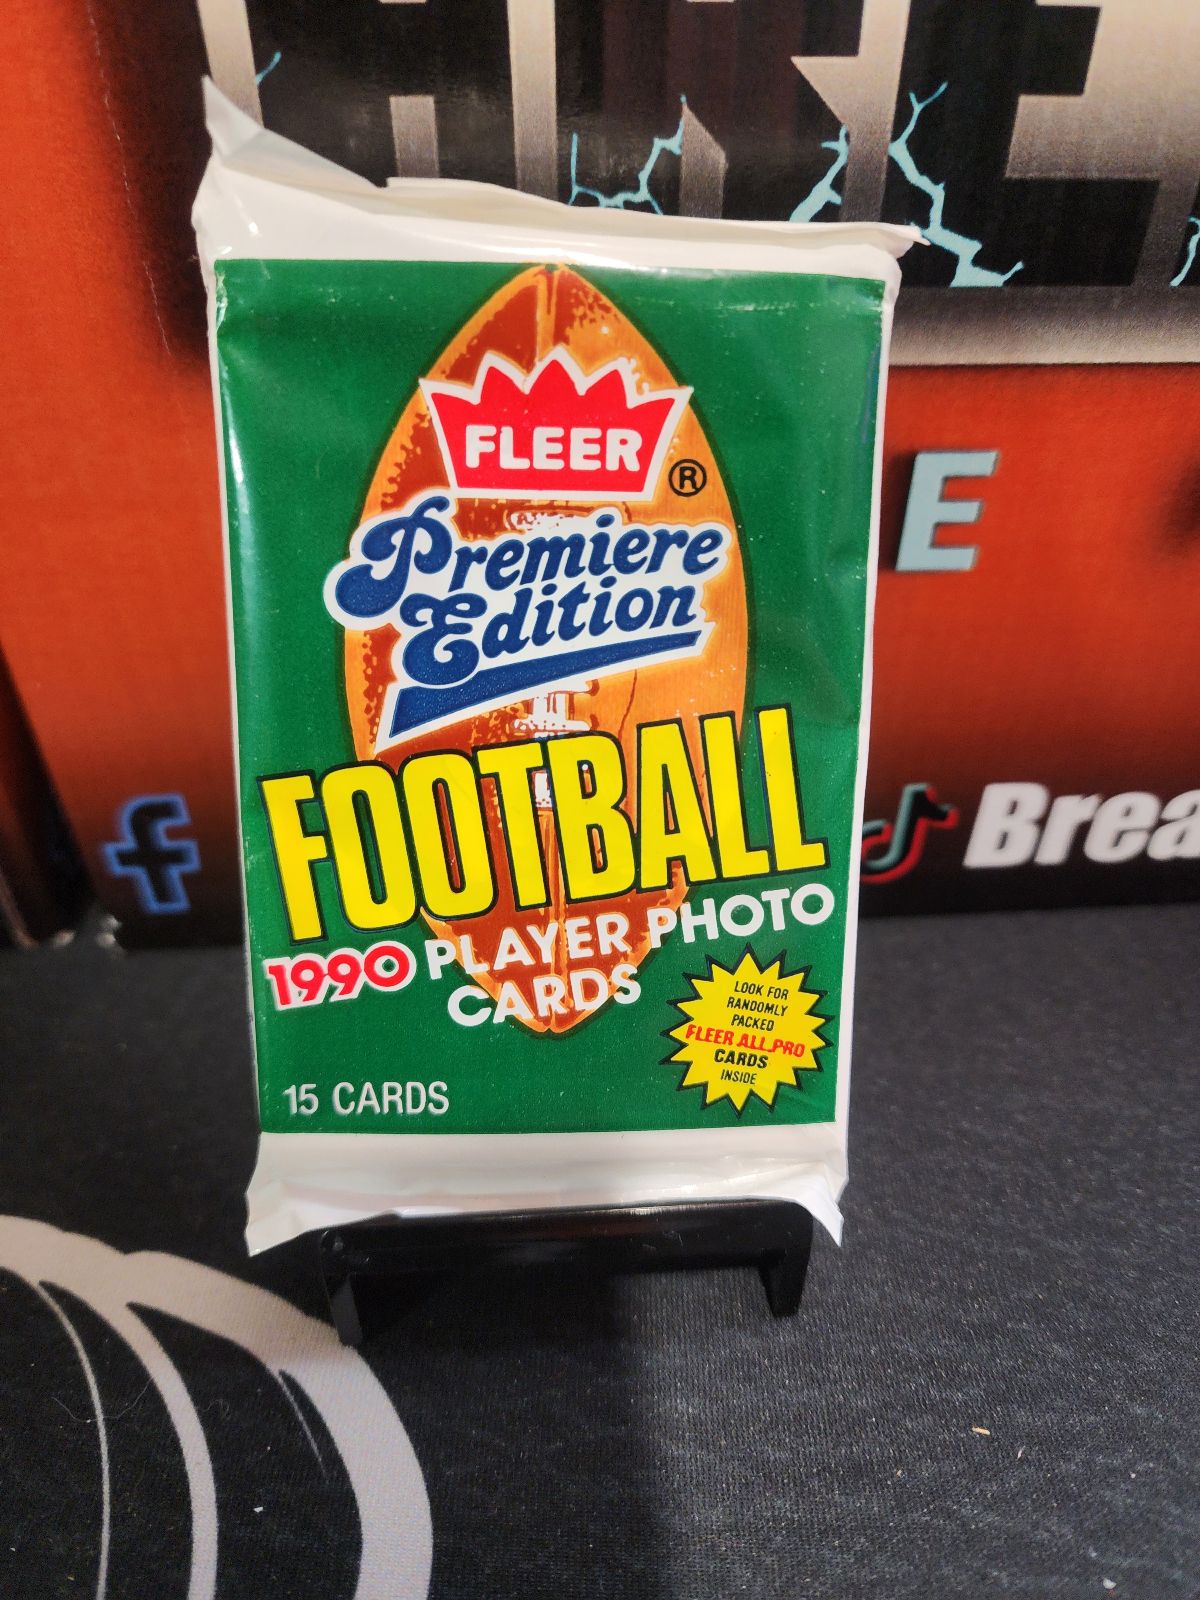 FLEER
®
Premiere
Edition
FOOTBALL
1990 PLAYER PHOTO
CARDS
LOOK FOR
RANDOMLY
PACKED
FLEER ALL PRO
CARDS
INSIDE
15 CARDS
E
f
Brea